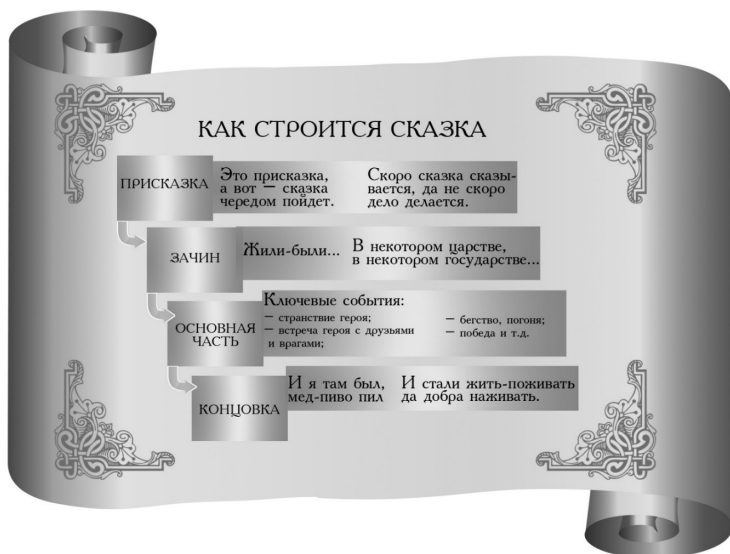 КАК СТРОИТСЯ СКАЗКА
ПРИСКАЗКА
Это присказка,
а вот — сказка
чередом пойдет.
Скоро сказка сказы-
вается, да не скоро
дело делается.
ЗАЧИН
Жили-были...
В некотором царстве,
в некотором государстве...
ОСНОВНАЯ
ЧАСТЬ
Ключевые события:
— странствие героя;
— встреча героя с друзьями
и врагами;
— бегство, погоня;
— победа и т.д.
КОНЦОВКА
И я там был,
мед-пиво пил
И стали жить-поживать
да добра наживать.